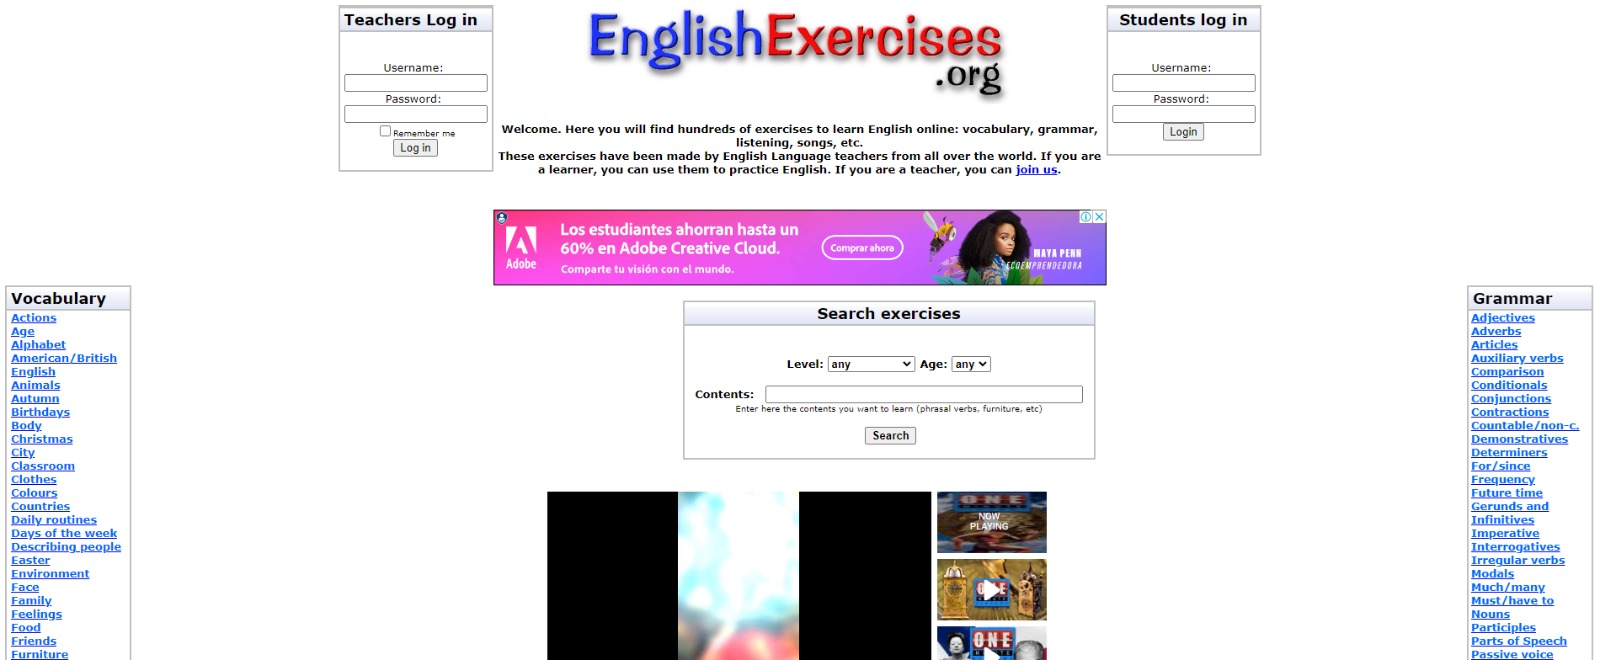 Teachers Log in
Username:
Password:
Remember me
Log in
EnglishExercises
.org
Welcome. Here you will find hundreds of exercises to learn English online: vocabulary, grammar,
listening, songs, etc.
These exercises have been made by English Language teachers from all over the world. If you are
a learner, you can use them to practice English. If you are a teacher, you can join us.
Students log in
Username:
Password:
Login
Adobe
Los estudiantes ahorran hasta un
60% en Adobe Creative Cloud.
Comparte tu visión con el mundo.
Comprar ahora
MAYA PENN
ECOEMPRENDEDORA
Vocabulary
Actions
Age
Alphabet
American/British
English
Animals
Autumn
Birthdays
Body
Christmas
City
Classroom
Clothes
Colours
Countries
Daily routines
Days of the week
Describing people
Easter
Environment
Face
Family
Feelings
Food
Friends
Furniture
Search exercises
Level: any Age: any
Contents:
Enter here the contents you want to learn (phrasal verbs, furniture, etc)
Search
ONE
NOW
PLAYING
ONE
ONE
Grammar
Adjectives
Adverbs
Articles
Auxiliary verbs
Comparison
Conditionals
Conjunctions
Contractions
Countable/non-c.
Demonstratives
Determiners
For/since
Frequency
Future time
Gerunds and
Infinitives
Imperative
Interrogatives
Irregular verbs
Modals
Much/many
Must/have to
Nouns
Participles
Parts of Speech
Passive voice